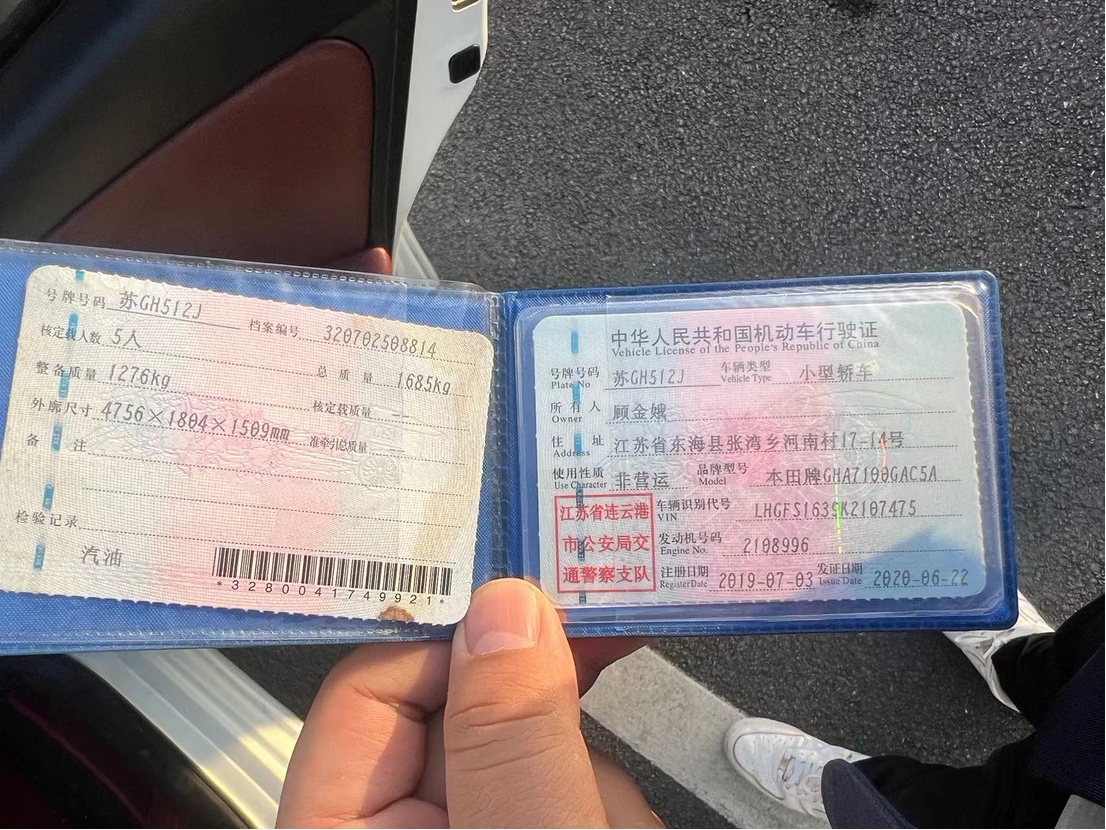 号牌号码 苏GH512J 档案编号 320702508814
核定载人数 5人
整备质量 1276Kg 总质量 1685Kg
外廓尺寸 4756×1804×1509mm 核定载质量 --
备注 准牵引总质量
检验记录
汽油
*3280041749921*
中华人民共和国机动车行驶证
Vehicle License of the People's Republic of China
号牌号码 苏GH512J 车辆类型 小型轿车
Plate No. Vehicle Type
所有人 顾金娥
Owner
住址 江苏省东海县张湾乡河南村17-14号
Address
使用性质 非营运 品牌型号 本田牌GHA7100GAC5A
Use Character Model
江苏省连云港
市公安局交
通警察支队
车辆识别代号 LHGFS1639K2107475
VIN
发动机号码 2108996
Engine No.
注册日期 2019-07-03 发证日期 2020-06-22
Register Date Issue Date